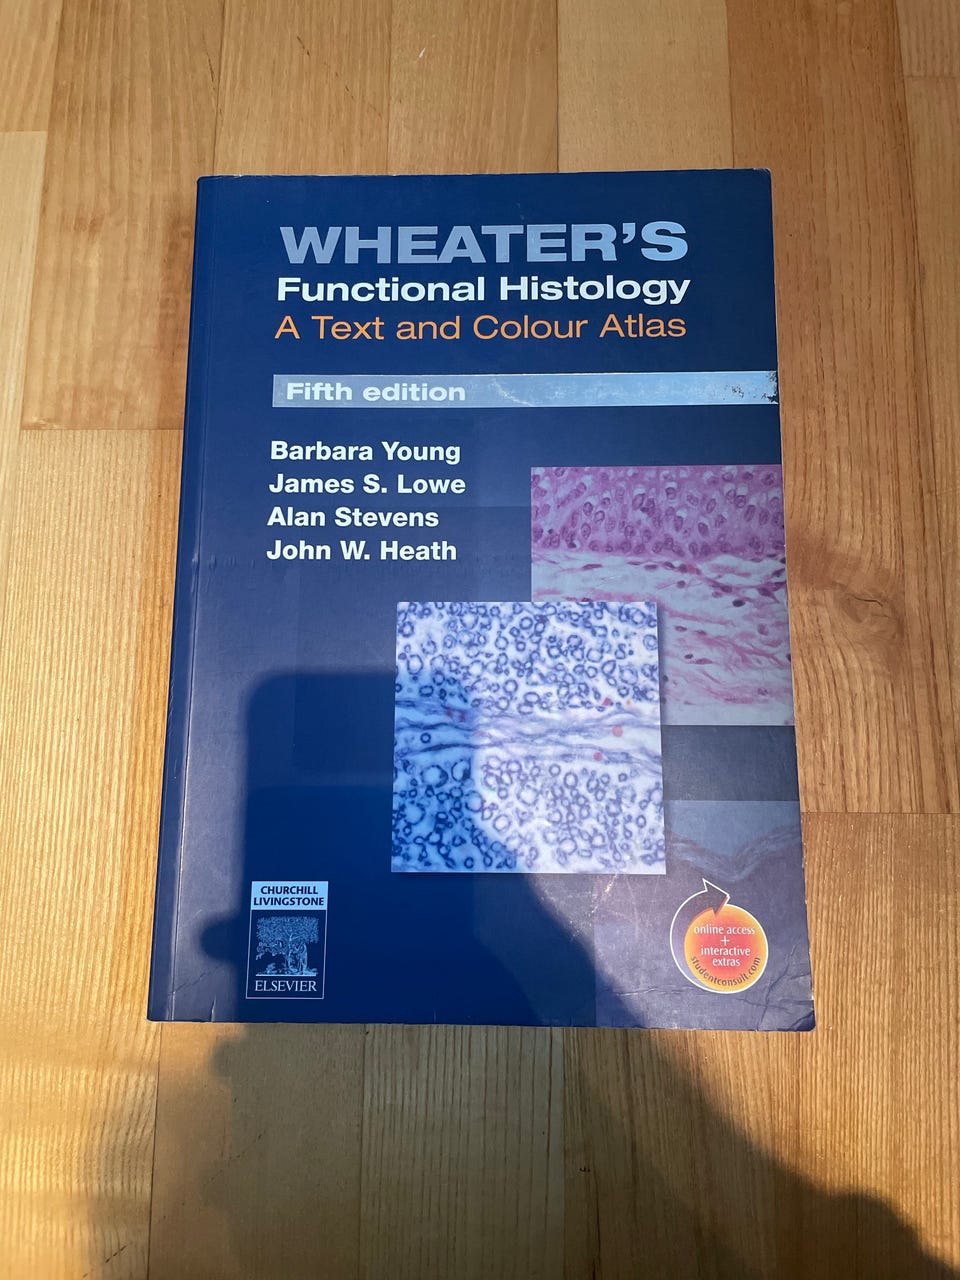 WHEATER'S
Functional Histology
A Text and Colour Atlas
Fifth edition
Barbara Young
James S. Lowe
Alan Stevens
John W. Heath
CHURCHILL
LIVINGSTONE
ELSEVIER
online access
+
interactive
extras
studentconsult.com